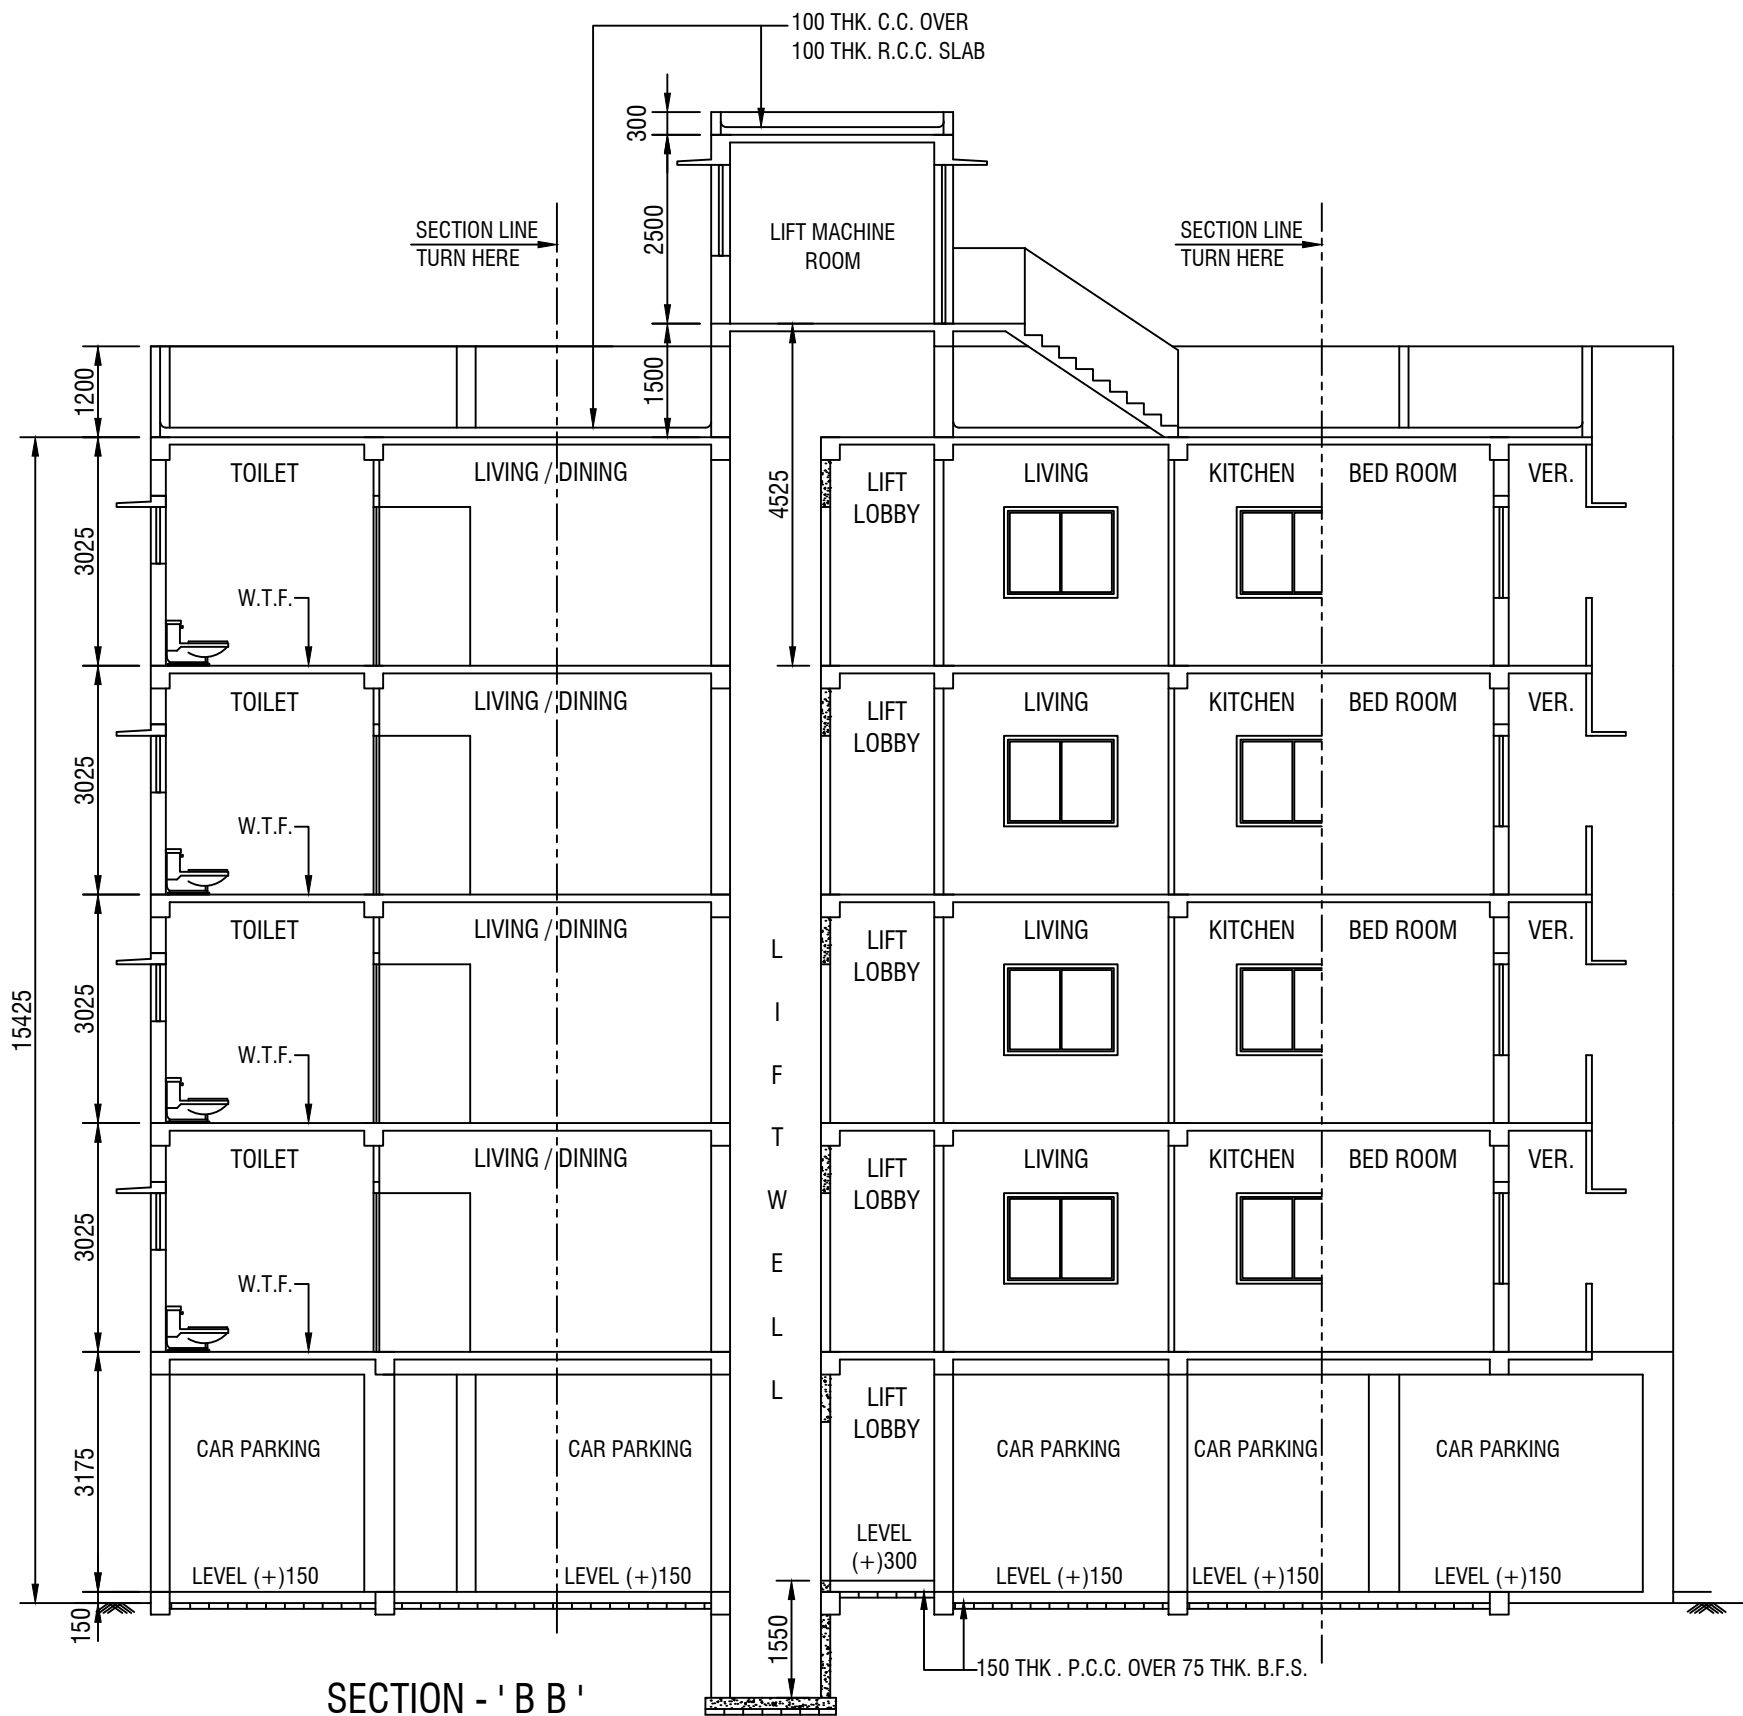 100 THK. C.C. OVER
100 THK. R.C.C. SLAB
300
2500
1500
SECTION LINE
TURN HERE
LIFT MACHINE
ROOM
SECTION LINE
TURN HERE
1200
15425
3025
TOILET
LIVING / DINING
4525
LIFT
LOBBY
LIVING
KITCHEN
BED ROOM
VER.
W.T.F.
3025
TOILET
LIVING / DINING
LIFT
LOBBY
LIVING
KITCHEN
BED ROOM
VER.
W.T.F.
3025
TOILET
LIVING / DINING
LIFT
LOBBY
LIVING
KITCHEN
BED ROOM
VER.
W.T.F.
3025
TOILET
LIVING / DINING
LIFT
LOBBY
LIVING
KITCHEN
BED ROOM
VER.
W.T.F.
L I F T W E L L
3175
CAR PARKING
CAR PARKING
LIFT
LOBBY
CAR PARKING
CAR PARKING
CAR PARKING
LEVEL (+)150
LEVEL (+)150
LEVEL
(+)300
LEVEL (+)150
LEVEL (+)150
LEVEL (+)150
150
1550
150 THK . P.C.C. OVER 75 THK. B.F.S.
SECTION - ' B B '